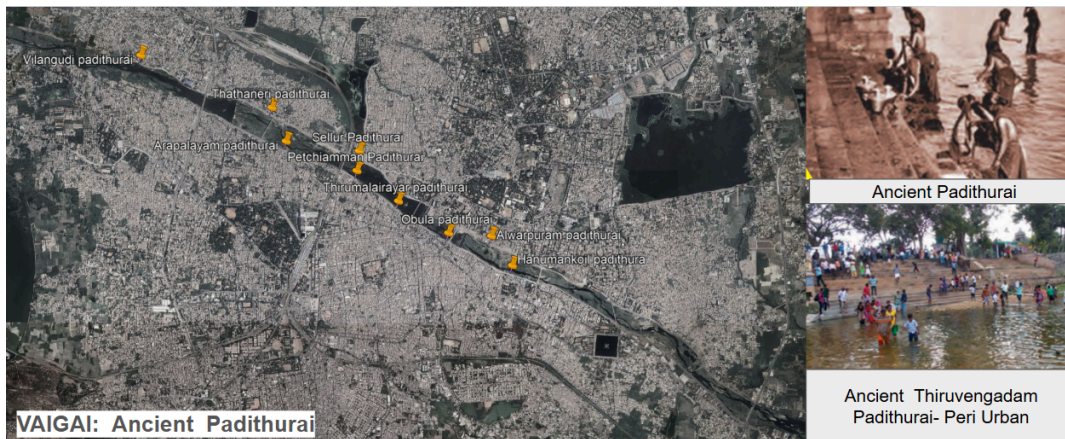 Vilangudi padithurai
Thathaneri padithurai
Arapalayam padithurai
Sellur Padithurai
Petchiamman Padithurai
Thirumalairayar padithurai
Obula padithurai
Alwarpuram padithurai
Hanumankoil padithura
VAIGAI: Ancient Padithurai
Ancient Padithurai
Ancient Thiruvengadam
Padithurai- Peri Urban